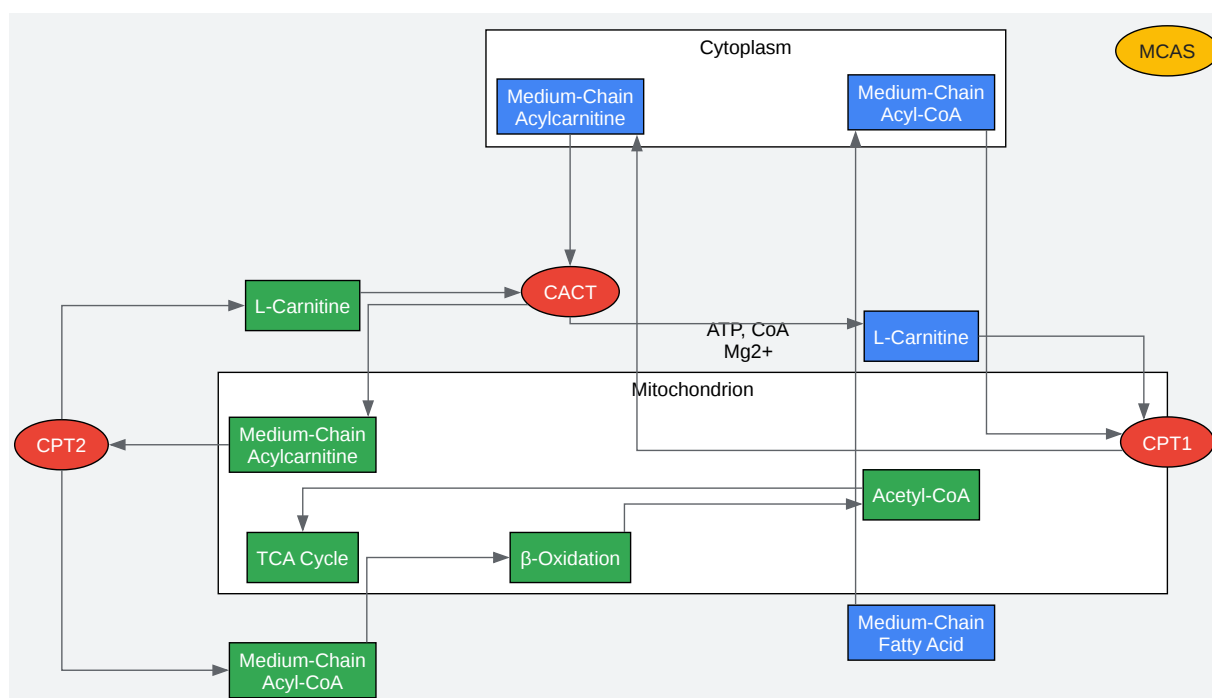 Cytoplasm
MCAS
Medium-Chain
Acylcarnitine
Medium-Chain
Acyl-CoA
L-Carnitine
CACT
ATP, CoA
Mg2+
L-Carnitine
Mitochondrion
CPT2
Medium-Chain
Acylcarnitine
CPT1
Acetyl-CoA
TCA Cycle
β-Oxidation
Medium-Chain
Fatty Acid
Medium-Chain
Acyl-CoA